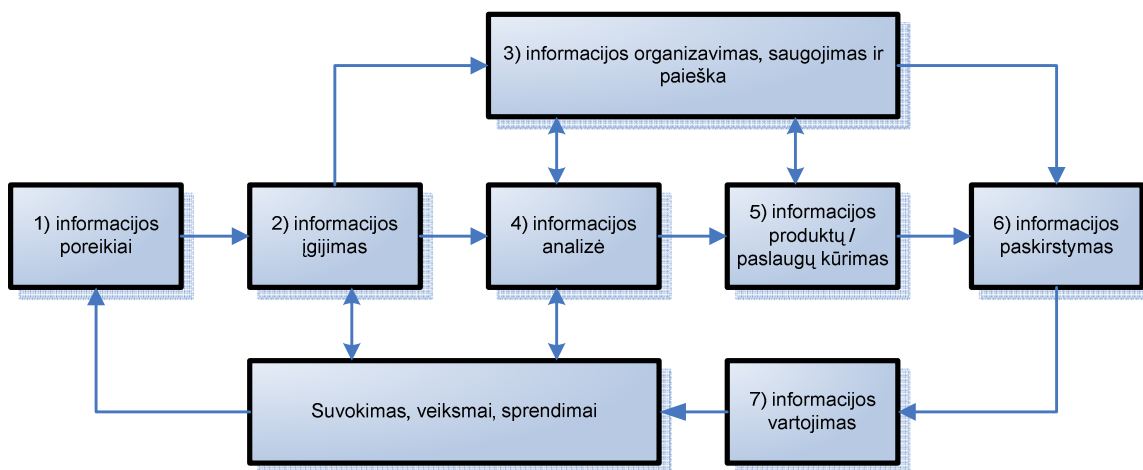 3) informacijos organizavimas, saugojimas ir
paieška
1) informacijos
poreikiai
2) informacijos
įgijimas
4) informacijos
analizė
5) informacijos
produktų /
paslaugų kūrimas
6) informacijos
paskirstymas
Suvokimas, veiksmai, sprendimai
7) informacijos
vartojimas